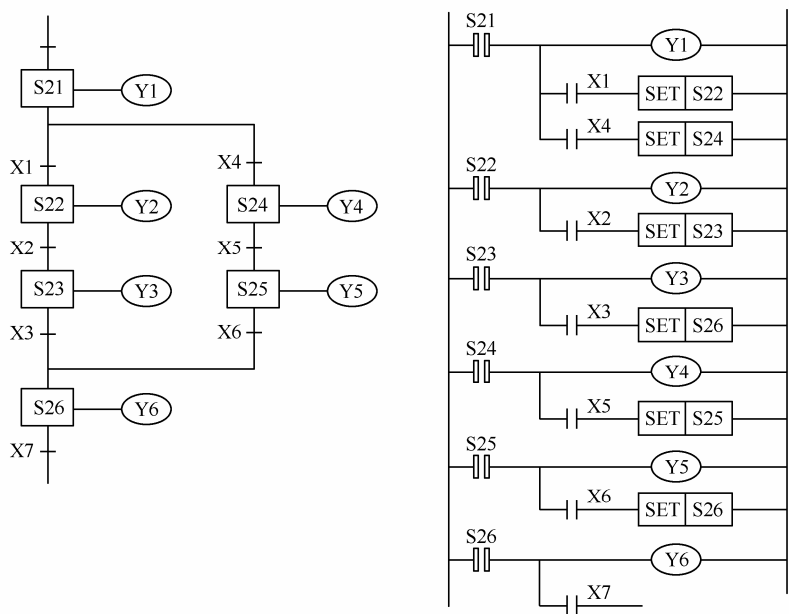 S21 Y1
X1 X4
S22 Y2 S24 Y4
X2 X5
S23 Y3 S25 Y5
X3 X6
S26 Y6
X7
S21
Y1
X1
SET S22
X4
SET S24
S22
Y2
X2
SET S23
S23
Y3
X3
SET S26
S24
Y4
X5
SET S25
S25
Y5
X6
SET S26
S26
Y6
X7